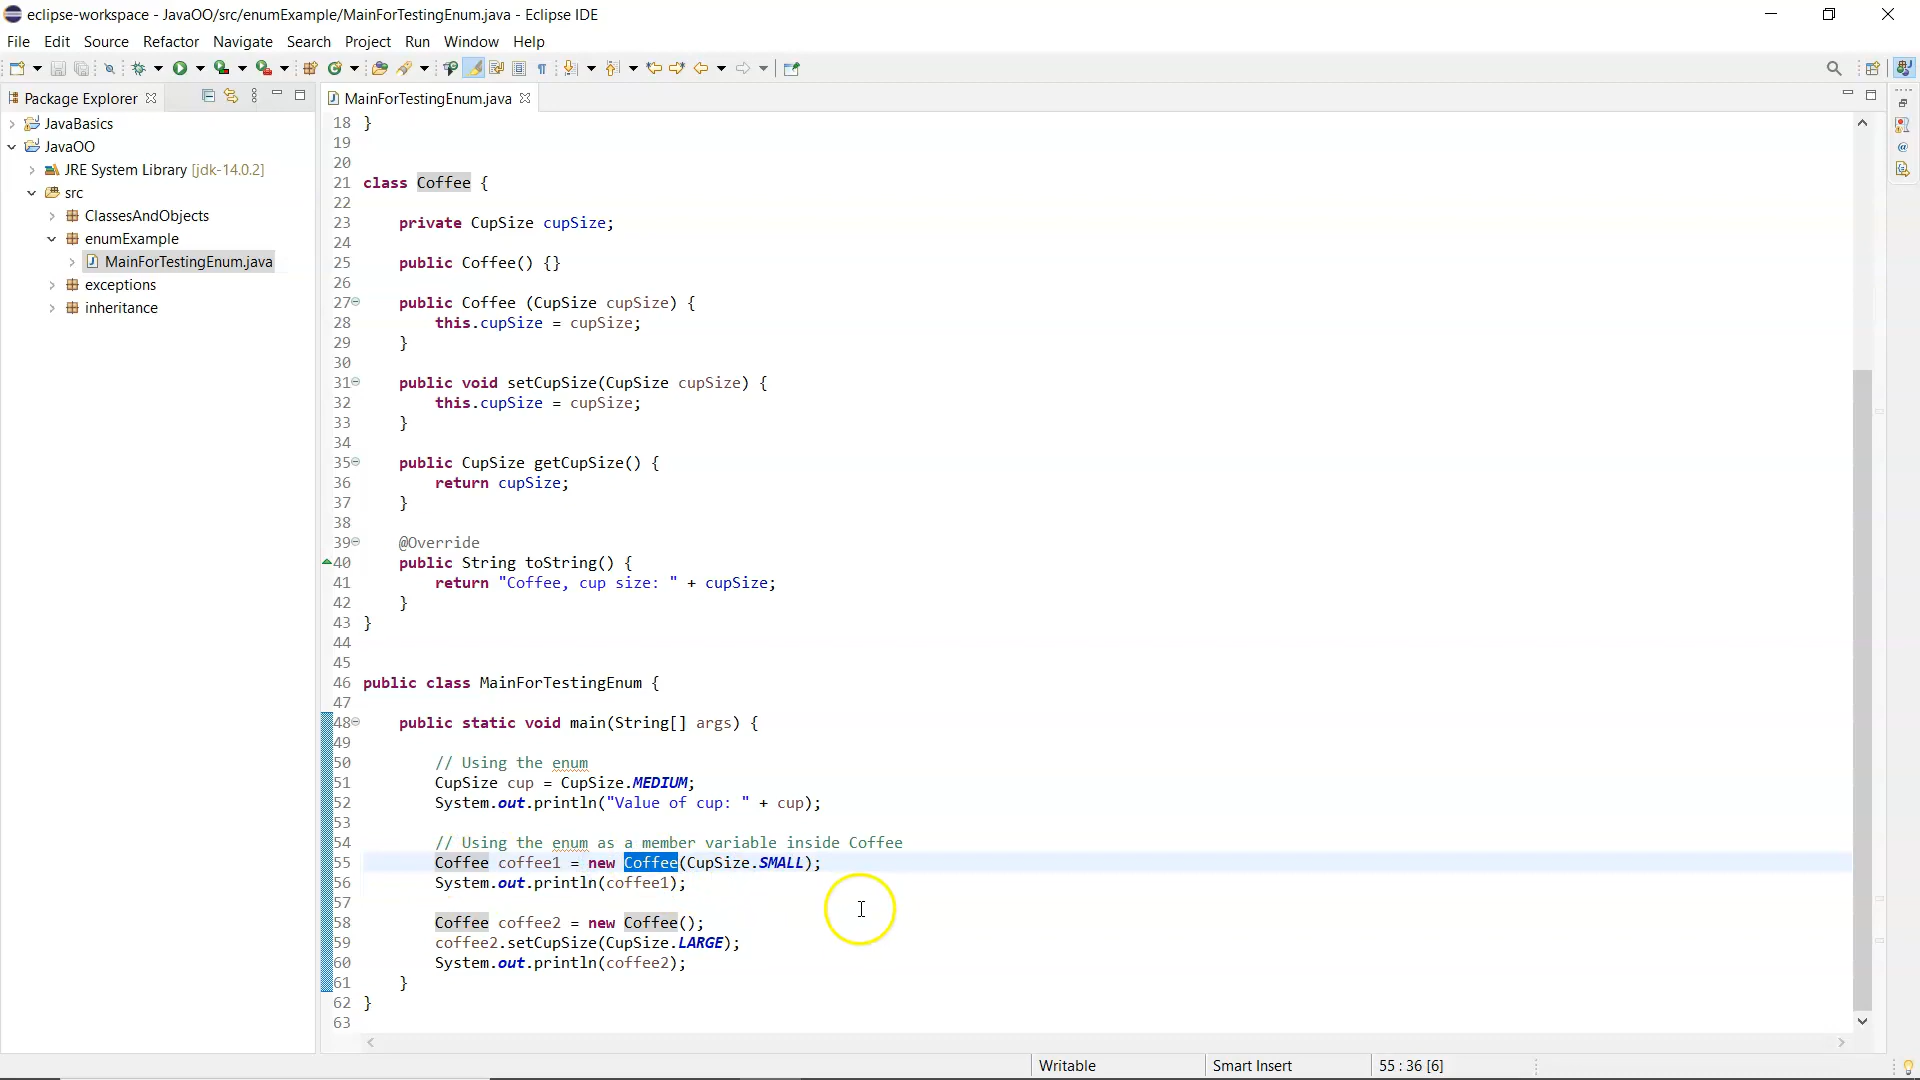 eclipse-workspace - JavaOO/src/enumExample/MainForTestingEnum.java - Eclipse IDE
File Edit Source Refactor Navigate Search Project Run Window Help
Package Explorer
MainForTestingEnum.java
JavaBasics
JavaOO
JRE System Library [jdk-14.0.2]
src
ClassesAndObjects
enumExample
MainForTestingEnum.java
exceptions
inheritance
18 }
19
20
21 class Coffee {
22
23     private CupSize cupSize;
24
25     public Coffee() {}
26
27     public Coffee (CupSize cupSize) {
28         this.cupSize = cupSize;
29     }
30
31     public void setCupSize(CupSize cupSize) {
32         this.cupSize = cupSize;
33     }
34
35     public CupSize getCupSize() {
36         return cupSize;
37     }
38
39     @Override
40     public String toString() {
41         return "Coffee, cup size: " + cupSize;
42     }
43 }
44
45
46 public class MainForTestingEnum {
47
48     public static void main(String[] args) {
49
50         // Using the enum
51         CupSize cup = CupSize.MEDIUM;
52         System.out.println("Value of cup: " + cup);
53
54         // Using the enum as a member variable inside Coffee
55         Coffee coffee1 = new Coffee(CupSize.SMALL);
56         System.out.println(coffee1);
57
58         Coffee coffee2 = new Coffee();
59         coffee2.setCupSize(CupSize.LARGE);
60         System.out.println(coffee2);
61     }
62 }
63
Writable Smart Insert 55 : 36 [6]